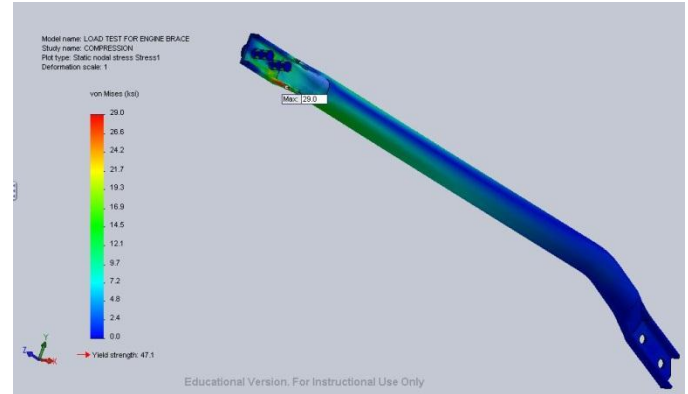 Model name: LOAD TEST FOR ENGINE BRACE
Study name: COMPRESSION
Plot type: Static nodal stress Stress1
Deformation scale: 1
von Mises (ksi)
29.0
26.6
24.2
21.7
19.3
16.9
14.5
12.1
9.7
7.2
4.8
2.4
0.0
Yield strength: 47.1
Max: 29.0
Y
Z
X
Educational Version. For Instructional Use Only